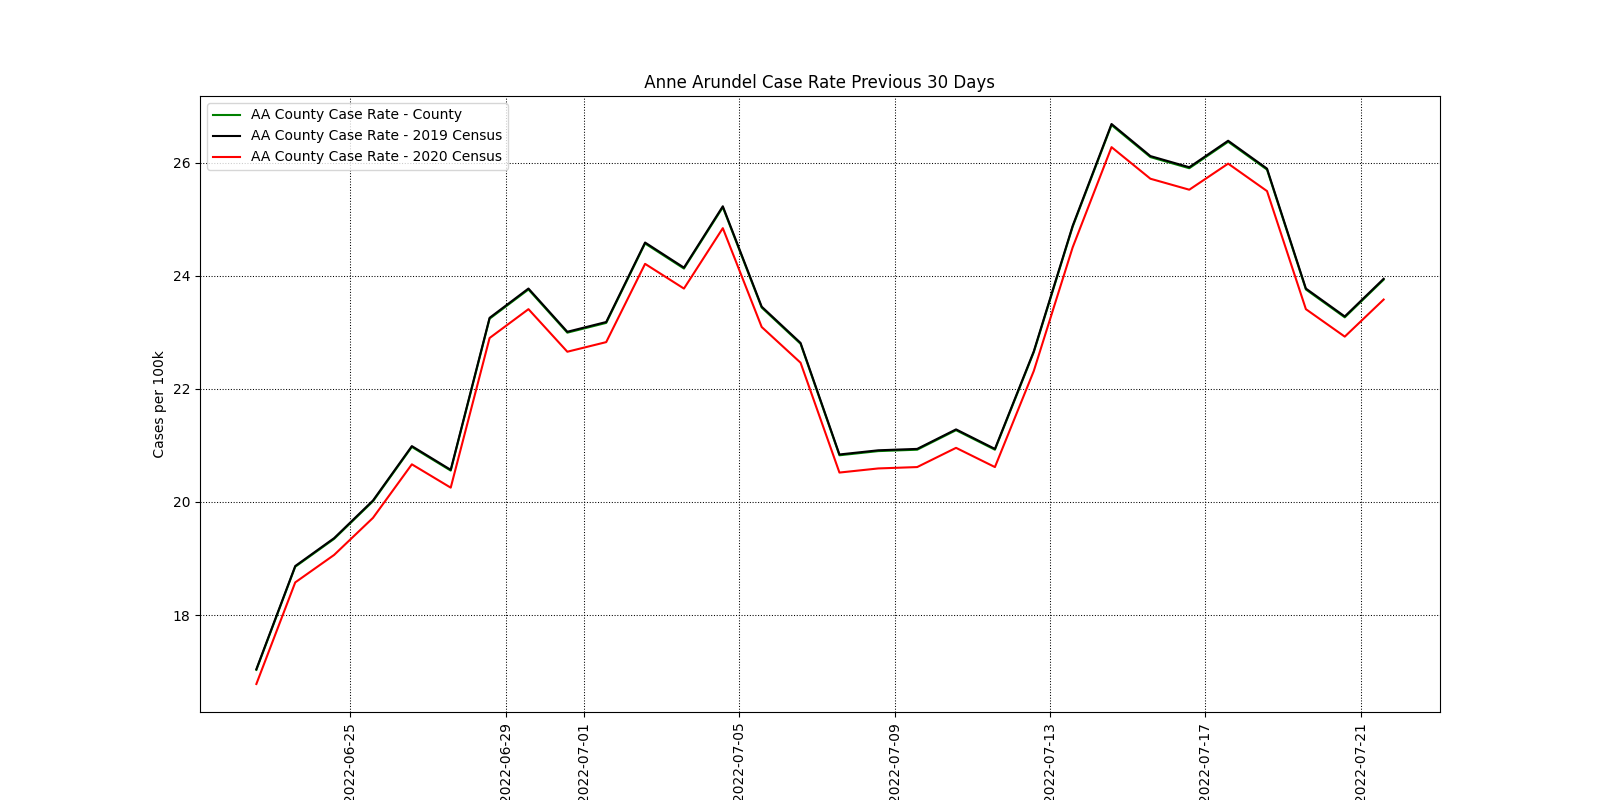 Anne Arundel Case Rate Previous 30 Days
AA County Case Rate - County
AA County Case Rate - 2019 Census
AA County Case Rate - 2020 Census
Cases per 100k
26
24
22
20
18
2022-06-25
2022-06-29
2022-07-01
2022-07-05
2022-07-09
2022-07-13
2022-07-17
2022-07-21